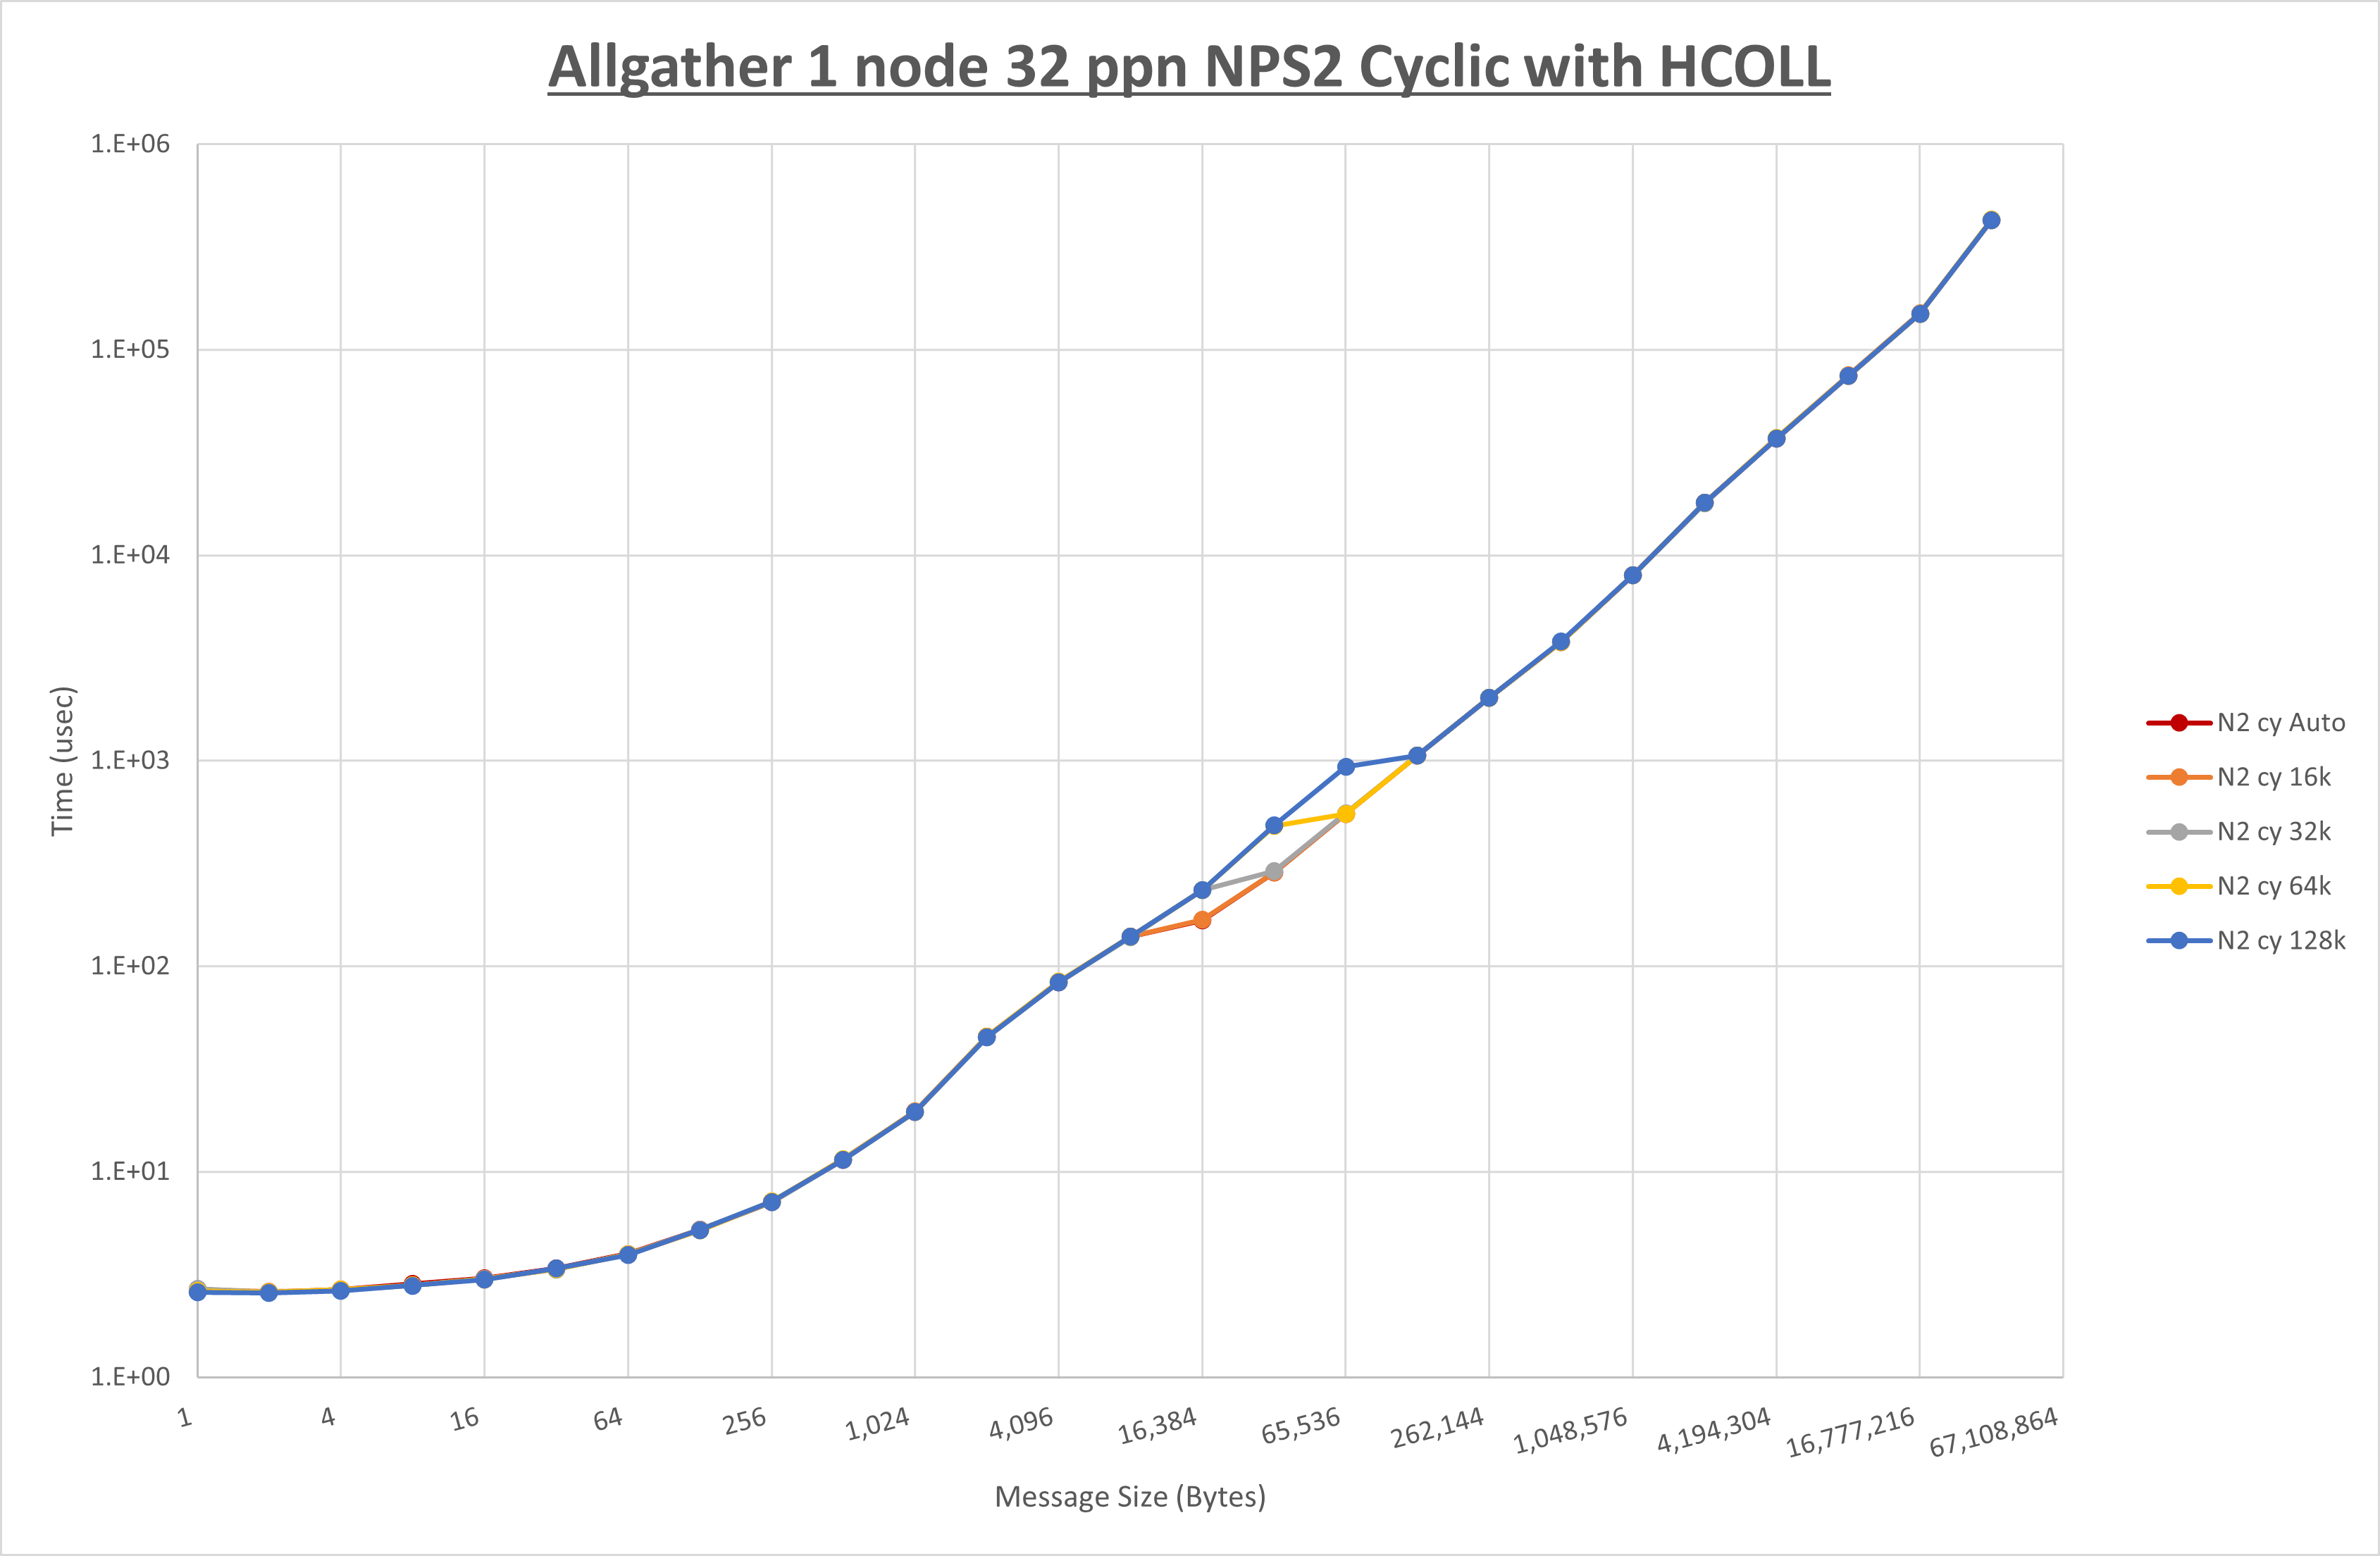 Allgather 1 node 32 ppn NPS2 Cyclic with HCOLL
1.E+06
1.E+05
1.E+04
1.E+03
1.E+02
1.E+01
1.E+00
Time (usec)
1 4 16 64 256 1,024 4,096 16,384 65,536 262,144 1,048,576 4,194,304 16,777,216 67,108,864
Message Size (Bytes)
N2 cy Auto
N2 cy 16k
N2 cy 32k
N2 cy 64k
N2 cy 128k